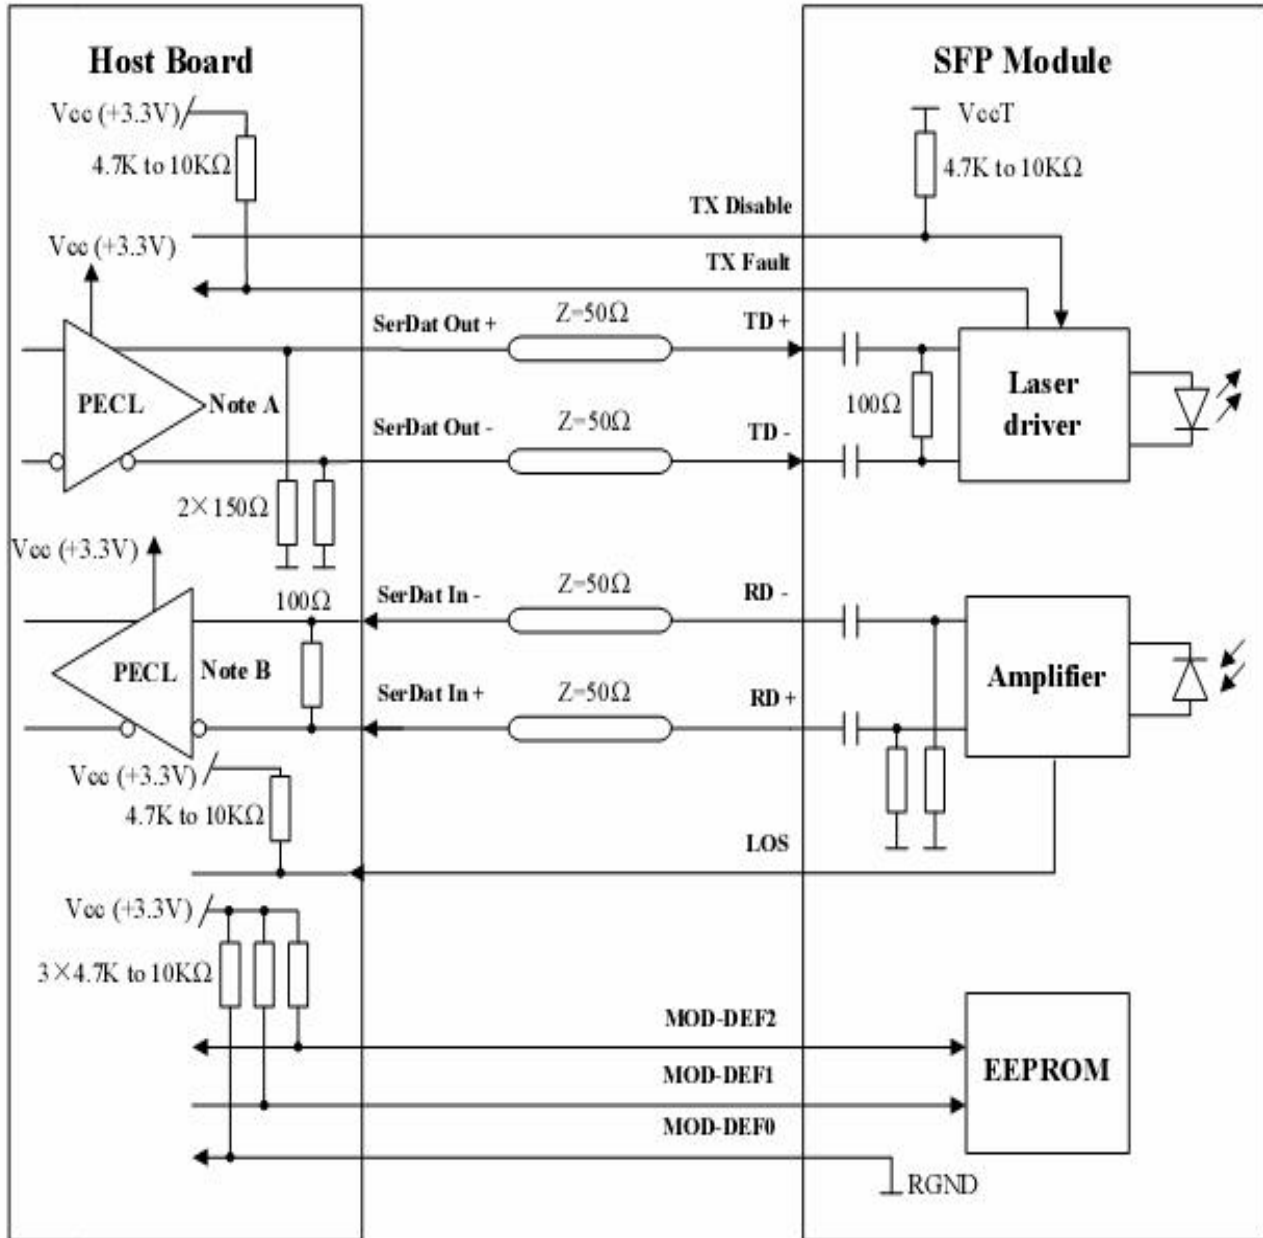 Host Board
SFP Module
Vcc (+3.3V)
VccT
4.7K to 10KΩ
4.7K to 10KΩ
TX Disable
Vcc (+3.3V)
TX Fault
SerDat Out +
Z=50Ω
TD +
PECL
Note A
100Ω
Laser
driver
SerDat Out -
Z=50Ω
TD -
2×150Ω
Vcc (+3.3V)
100Ω
SerDat In -
Z=50Ω
RD -
PECL
Note B
Amplifier
SerDat In +
Z=50Ω
RD +
Vcc (+3.3V)
4.7K to 10KΩ
LOS
Vcc (+3.3V)
3×4.7K to 10KΩ
MOD-DEF2
EEPROM
MOD-DEF1
MOD-DEF0
RGND